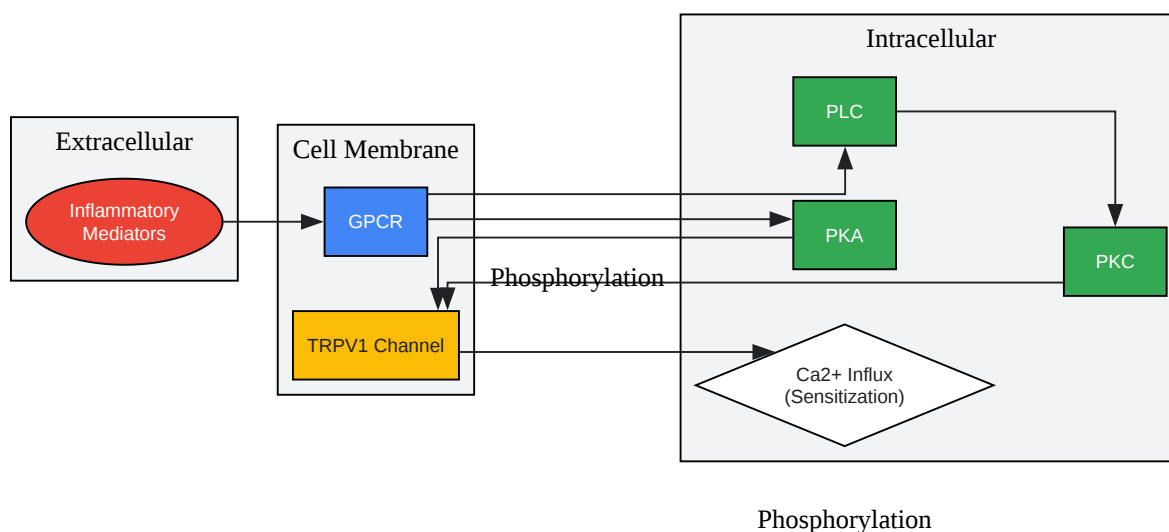 Intracellular
PLC
Extracellular
Cell Membrane
Inflammatory
Mediators
GPCR
PKA
PKC
Phosphorylation
TRPV1 Channel
Ca2+ Influx
(Sensitization)
Phosphorylation